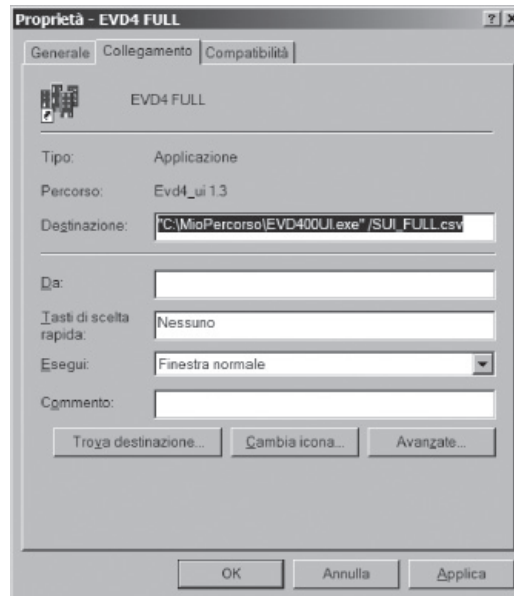 Proprietà - EVD4 FULL
Generale Collegamento Compatibilità
EVD4 FULL
Tipo: Applicazione
Percorso: Evd4_ui 1.3
Destinazione: "C:\MioPercorso\EVD400UI.exe" /SUI_FULL.csv
Da:
Tasti di scelta rapida: Nessuno
Esegui: Finestra normale
Commento:
Trova destinazione... Cambia icona... Avanzate...
OK Annulla Applica